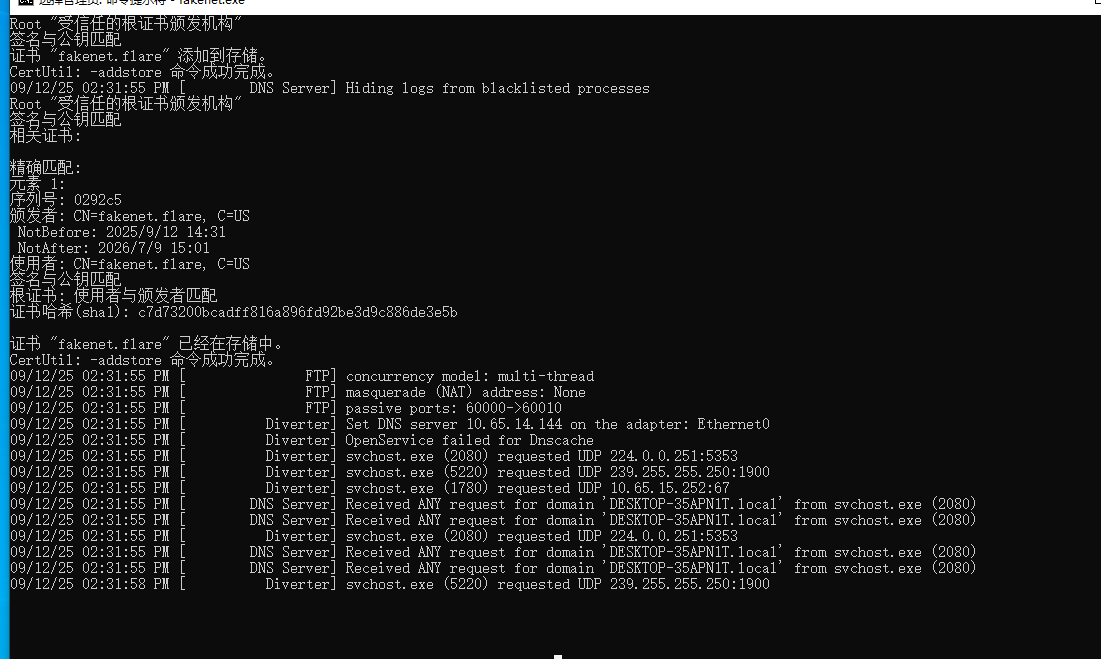 选择管理员: 命令提示符 - fakenet.exe
Root "受信任的根证书颁发机构"
签名与公钥匹配
证书 "fakenet.flare" 添加到存储。
CertUtil: -addstore 命令成功完成。
09/12/25 02:31:55 PM [        DNS Server] Hiding logs from blacklisted processes
Root "受信任的根证书颁发机构"
签名与公钥匹配
相关证书:

精确匹配:
元素 1:
序列号: 0292c5
颁发者: CN=fakenet.flare, C=US
 NotBefore: 2025/9/12 14:31
 NotAfter: 2026/7/9 15:01
使用者: CN=fakenet.flare, C=US
签名与公钥匹配
根证书: 使用者与颁发者匹配
证书哈希(sha1): c7d73200bcadff816a896fd92be3d9c886de3e5b

证书 "fakenet.flare" 已经在存储中。
CertUtil: -addstore 命令成功完成。
09/12/25 02:31:55 PM [               FTP] concurrency model: multi-thread
09/12/25 02:31:55 PM [               FTP] masquerade (NAT) address: None
09/12/25 02:31:55 PM [               FTP] passive ports: 60000->60010
09/12/25 02:31:55 PM [          Diverter] Set DNS server 10.65.14.144 on the adapter: Ethernet0
09/12/25 02:31:55 PM [          Diverter] OpenService failed for Dnscache
09/12/25 02:31:55 PM [          Diverter] svchost.exe (2080) requested UDP 224.0.0.251:5353
09/12/25 02:31:55 PM [          Diverter] svchost.exe (5220) requested UDP 239.255.255.250:1900
09/12/25 02:31:55 PM [          Diverter] svchost.exe (1780) requested UDP 10.65.15.252:67
09/12/25 02:31:55 PM [        DNS Server] Received ANY request for domain 'DESKTOP-35APN1T.local' from svchost.exe (2080)
09/12/25 02:31:55 PM [        DNS Server] Received ANY request for domain 'DESKTOP-35APN1T.local' from svchost.exe (2080)
09/12/25 02:31:55 PM [          Diverter] svchost.exe (2080) requested UDP 224.0.0.251:5353
09/12/25 02:31:55 PM [        DNS Server] Received ANY request for domain 'DESKTOP-35APN1T.local' from svchost.exe (2080)
09/12/25 02:31:55 PM [        DNS Server] Received ANY request for domain 'DESKTOP-35APN1T.local' from svchost.exe (2080)
09/12/25 02:31:58 PM [          Diverter] svchost.exe (5220) requested UDP 239.255.255.250:1900